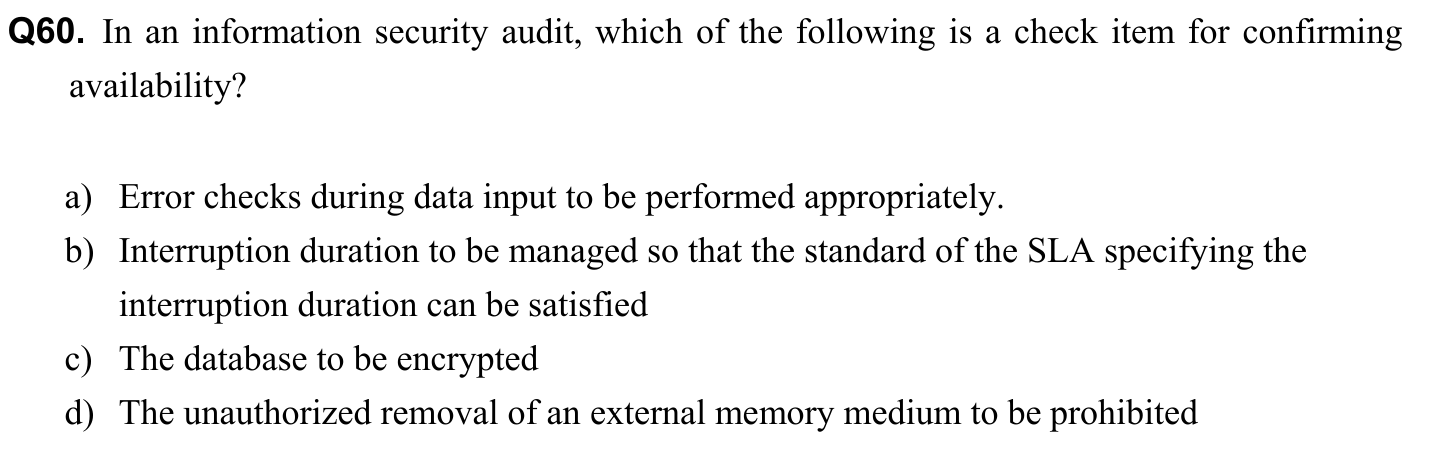 Q60. In an information security audit, which of the following is a check item for confirming
availability?
a) Error checks during data input to be performed appropriately.
b) Interruption duration to be managed so that the standard of the SLA specifying the
interruption duration can be satisfied
c) The database to be encrypted
d) The unauthorized removal of an external memory medium to be prohibited